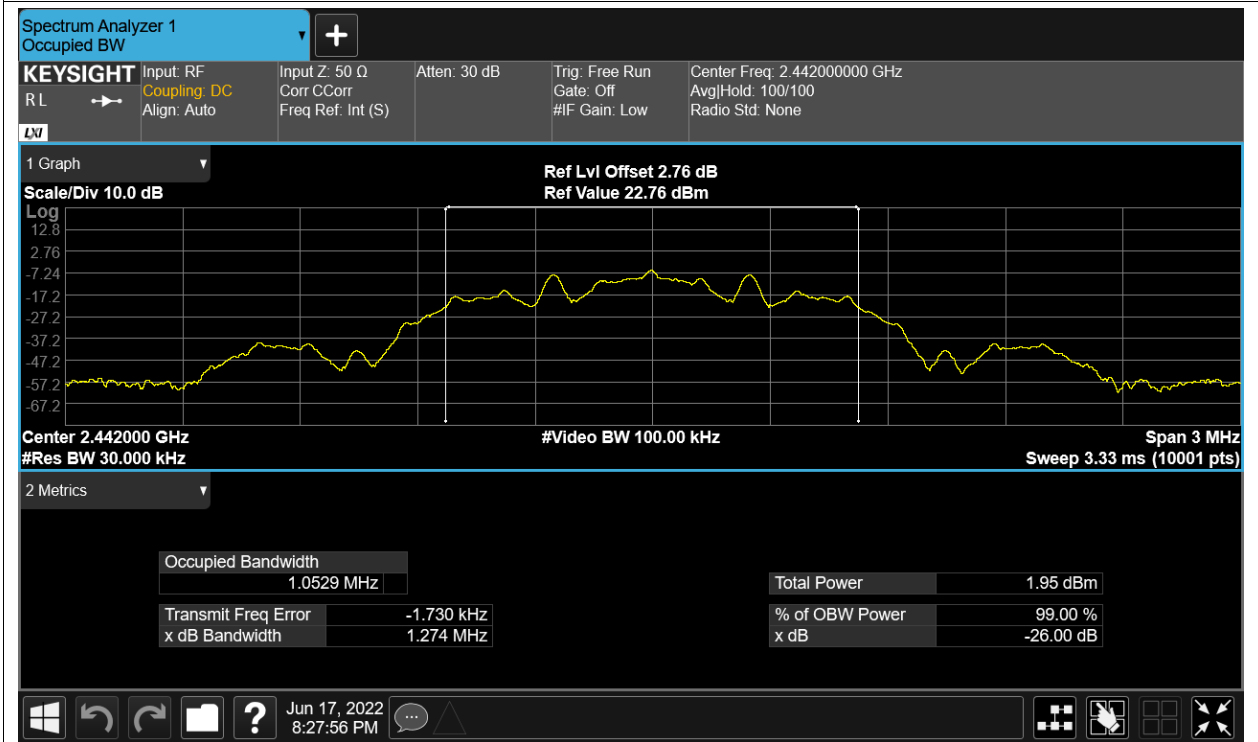 Spectrum Analyzer 1
Occupied BW
KEYSIGHT
R L
LXI
Input: RF
Coupling: DC
Align: Auto
Input Z: 50 Ω
Corr CCorr
Freq Ref: Int (S)
Atten: 30 dB
Trig: Free Run
Gate: Off
#IF Gain: Low
Center Freq: 2.442000000 GHz
Avg|Hold: 100/100
Radio Std: None
1 Graph
Scale/Div 10.0 dB
Ref Lvl Offset 2.76 dB
Ref Value 22.76 dBm
Log
12.8
2.76
-7.24
-17.2
-27.2
-37.2
-47.2
-57.2
-67.2
Center 2.442000 GHz
#Res BW 30.000 kHz
#Video BW 100.00 kHz
Span 3 MHz
Sweep 3.33 ms (10001 pts)
2 Metrics
Occupied Bandwidth
1.0529 MHz
Transmit Freq Error -1.730 kHz
x dB Bandwidth 1.274 MHz
Total Power 1.95 dBm
% of OBW Power 99.00 %
x dB -26.00 dB
?
Jun 17, 2022
8:27:56 PM